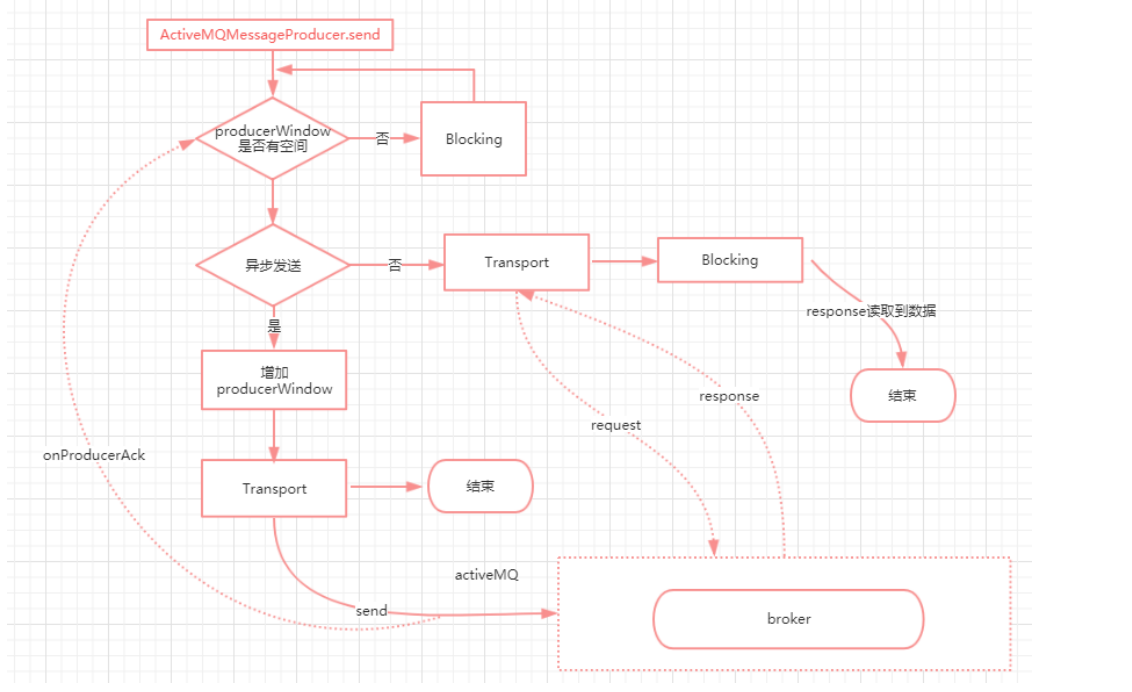 ActiveMQMessageProducer.send
producerWindow
是否有空间
否
Blocking
异步发送
否
Transport
Blocking
response读取到数据
是
增加
producerWindow
结束
response
request
onProducerAck
Transport
结束
activeMQ
send
broker